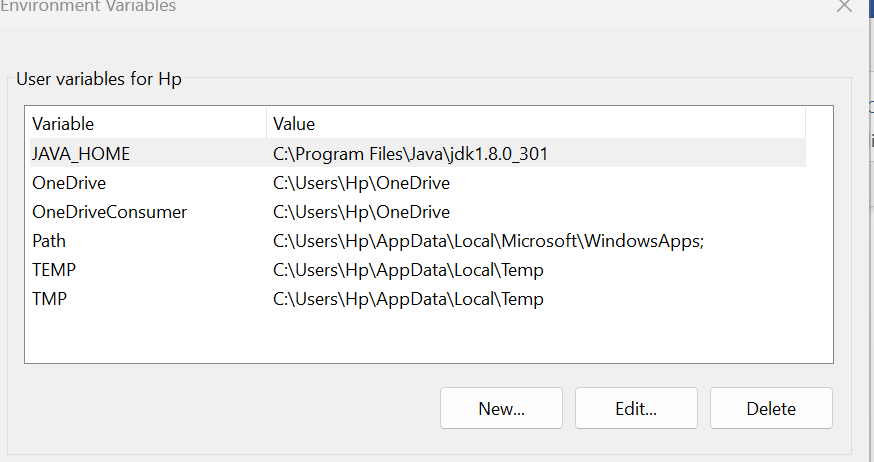 Environment Variables
User variables for Hp
Variable Value
JAVA_HOME C:\Program Files\Java\jdk1.8.0_301
OneDrive C:\Users\Hp\OneDrive
OneDriveConsumer C:\Users\Hp\OneDrive
Path C:\Users\Hp\AppData\Local\Microsoft\WindowsApps;
TEMP C:\Users\Hp\AppData\Local\Temp
TMP C:\Users\Hp\AppData\Local\Temp
New... Edit... Delete